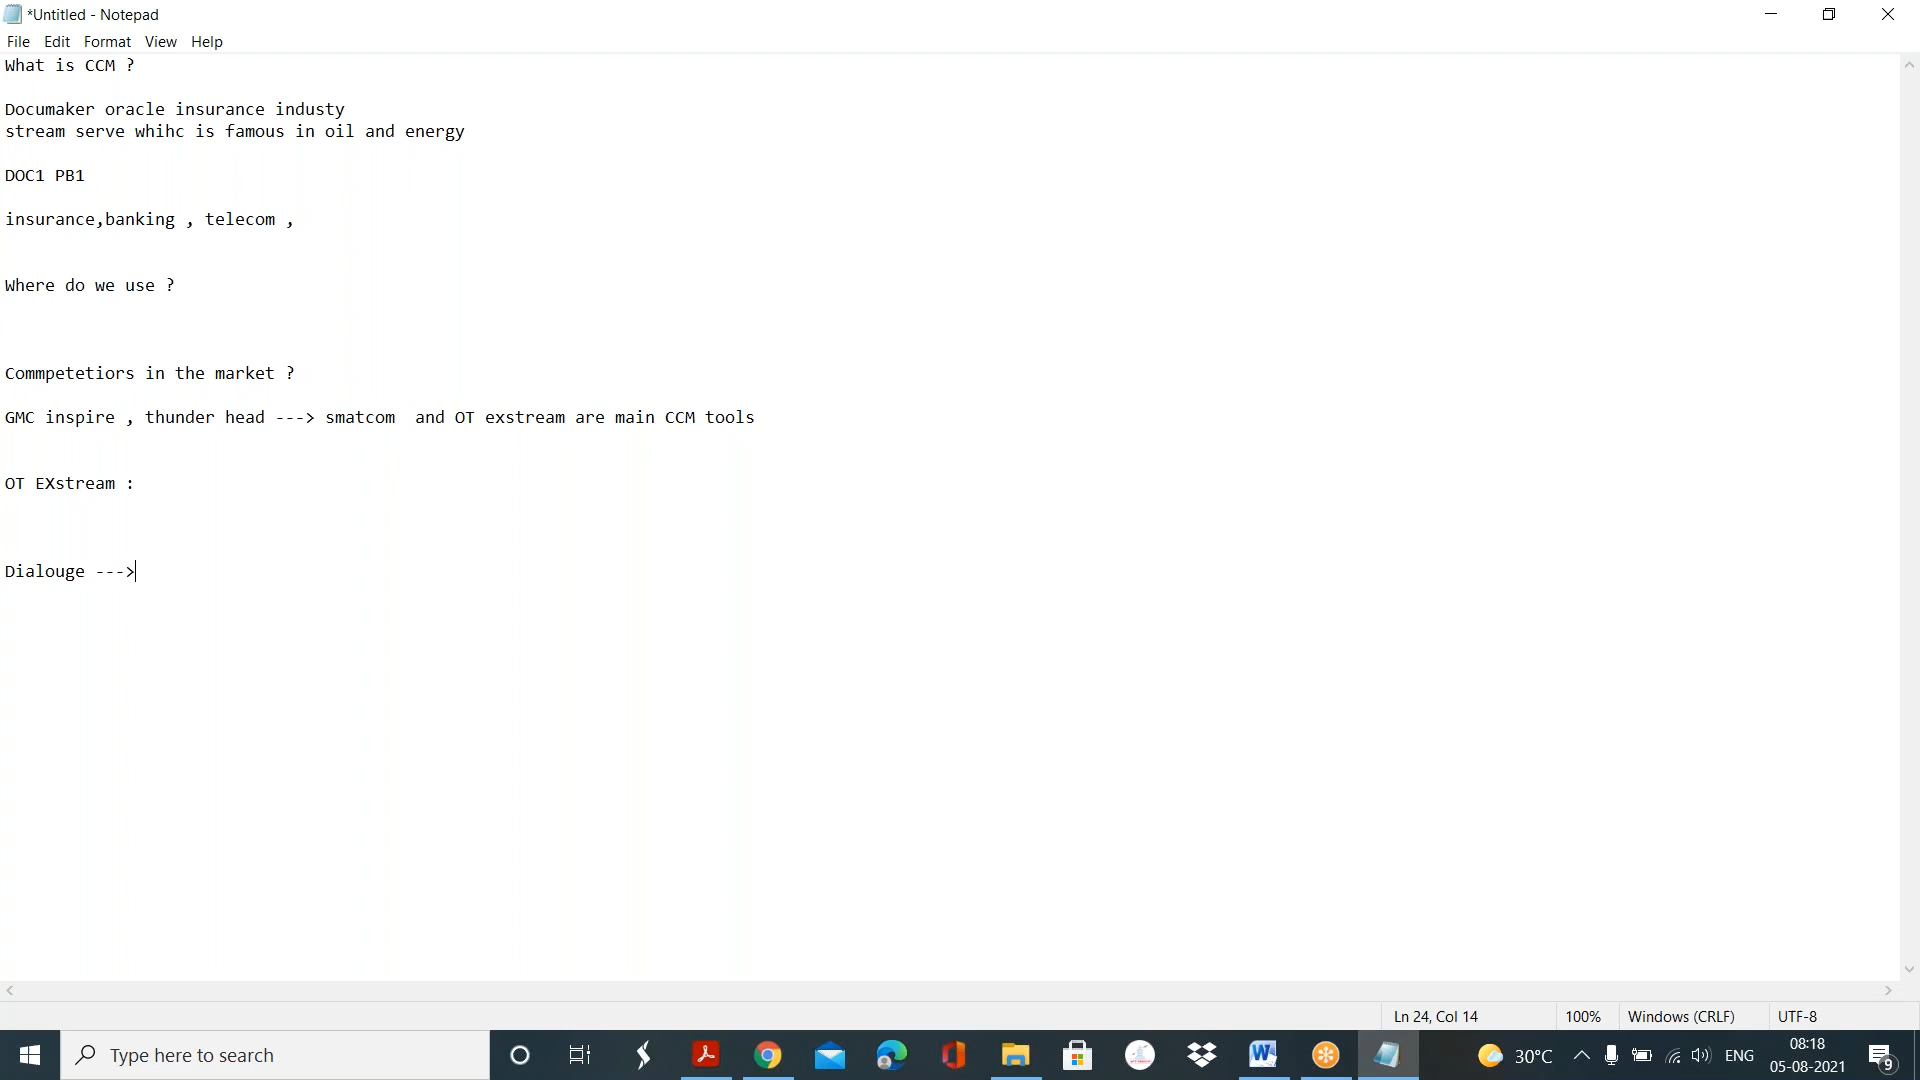 *Untitled - Notepad
File Edit Format View Help
What is CCM ?
Documaker oracle insurance industy
stream serve whihc is famous in oil and energy
DOC1 PB1
insurance,banking , telecom ,
Where do we use ?
Commpetetiors in the market ?
GMC inspire , thunder head ---> smatcom  and OT exstream are main CCM tools
OT EXstream :
Dialouge --->
Ln 24, Col 14 100% Windows (CRLF) UTF-8
Type here to search 30°C ENG 08:18
05-08-2021 9